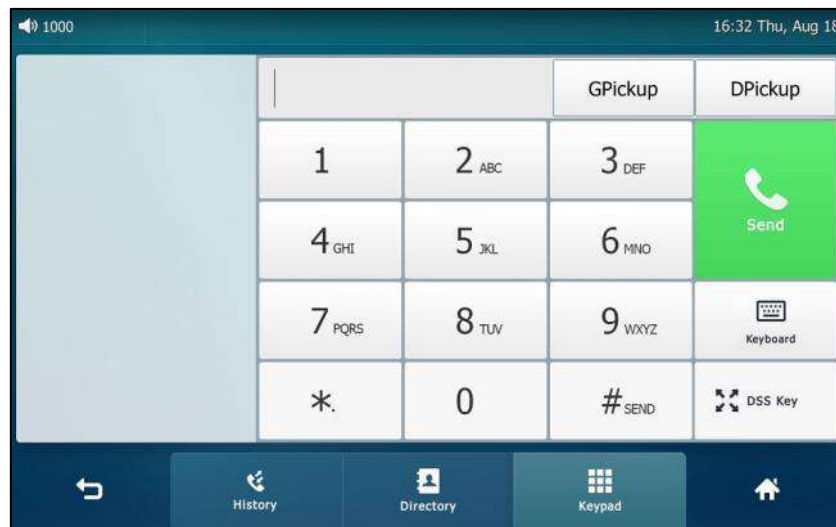 1000 16:32 Thu, Aug 18
GPickup DPickup
1 2 ABC 3 DEF
Send
4 GHI 5 JKL 6 MNO
7 PQRS 8 TUV 9 WXYZ
Keyboard
*. 0 # SEND DSS Key
History Directory Keypad